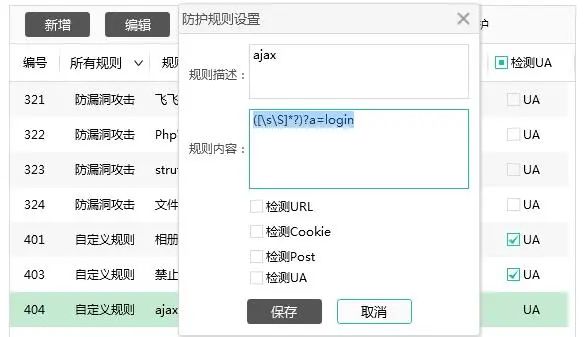 新增 编辑 护
编号 所有规则 规 检测UA
321 防漏洞攻击 飞飞 UA
322 防漏洞攻击 Php UA
323 防漏洞攻击 stru UA
324 防漏洞攻击 文件 UA
401 自定义规则 相册 UA
403 自定义规则 禁止 UA
404 自定义规则 ajax UA
防护规则设置
规则描述：
ajax
规则内容：
([\s\S]*?)?a=login
检测URL
检测Cookie
检测Post
检测UA
保存 取消